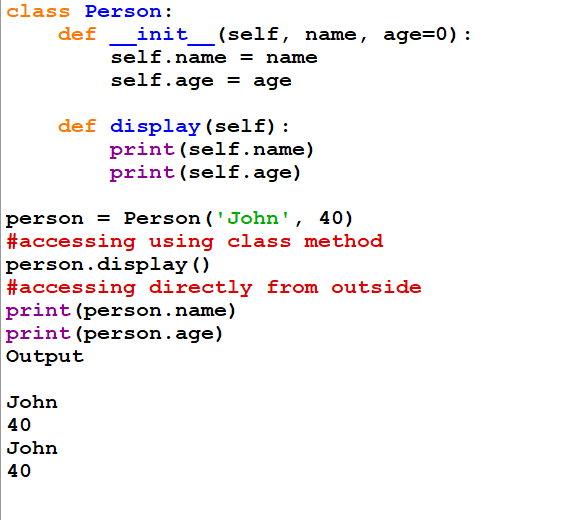 class Person:
    def __init__(self, name, age=0):
        self.name = name
        self.age = age

    def display(self):
        print(self.name)
        print(self.age)

person = Person('John', 40)
#accessing using class method
person.display()
#accessing directly from outside
print(person.name)
print(person.age)
Output

John
40
John
40